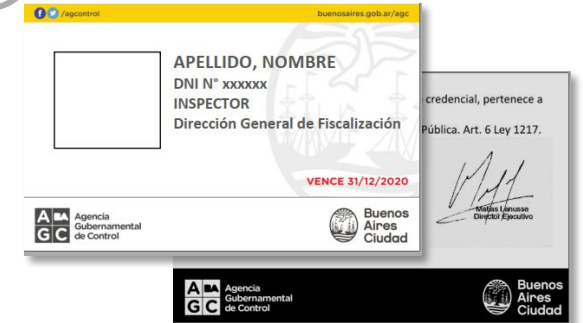 /agcontrol
buenosaires.gob.ar/agc
APELLIDO, NOMBRE
DNI N° xxxxxx
INSPECTOR
Dirección General de Fiscalización
VENCE 31/12/2020
A BA
G C
Agencia
Gubernamental
de Control
Buenos
Aires
Ciudad
credencial, pertenece a
Pública. Art. 6 Ley 1217.
Matías Lanusse
Director Ejecutivo
A BA
G C
Agencia
Gubernamental
de Control
Buenos
Aires
Ciudad